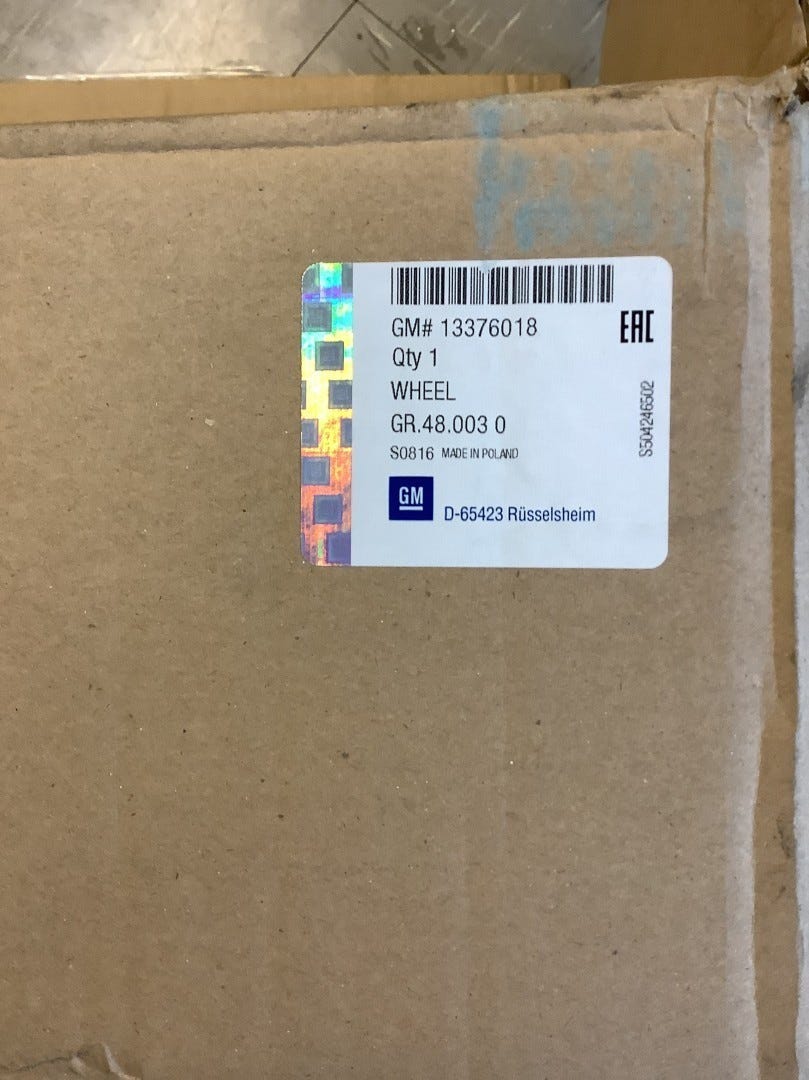 GM# 13376018
EAC
Qty 1
WHEEL
GR.48.003 0
S0816 MADE IN POLAND
S504246502
GM
D-65423 Rüsselsheim